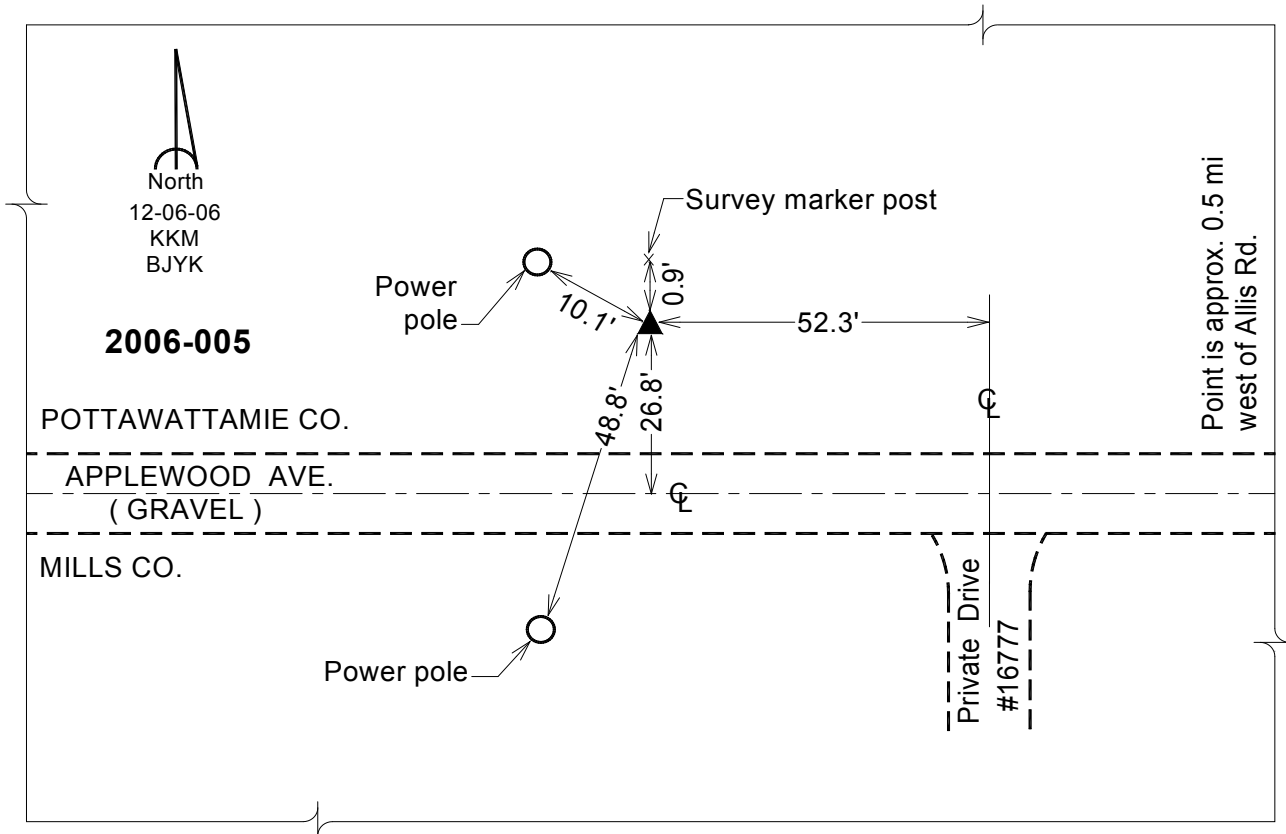 North
12-06-06
KKM
BJYK
2006-005
Survey marker post
Power
pole
10.1'
0.9'
52.3'
48.8'
26.8'
Point is approx. 0.5 mi
west of Allis Rd.
POTTAWATTAMIE CO.
℄
APPLEWOOD AVE.
( GRAVEL )
℄
MILLS CO.
Power pole
Private Drive
#16777